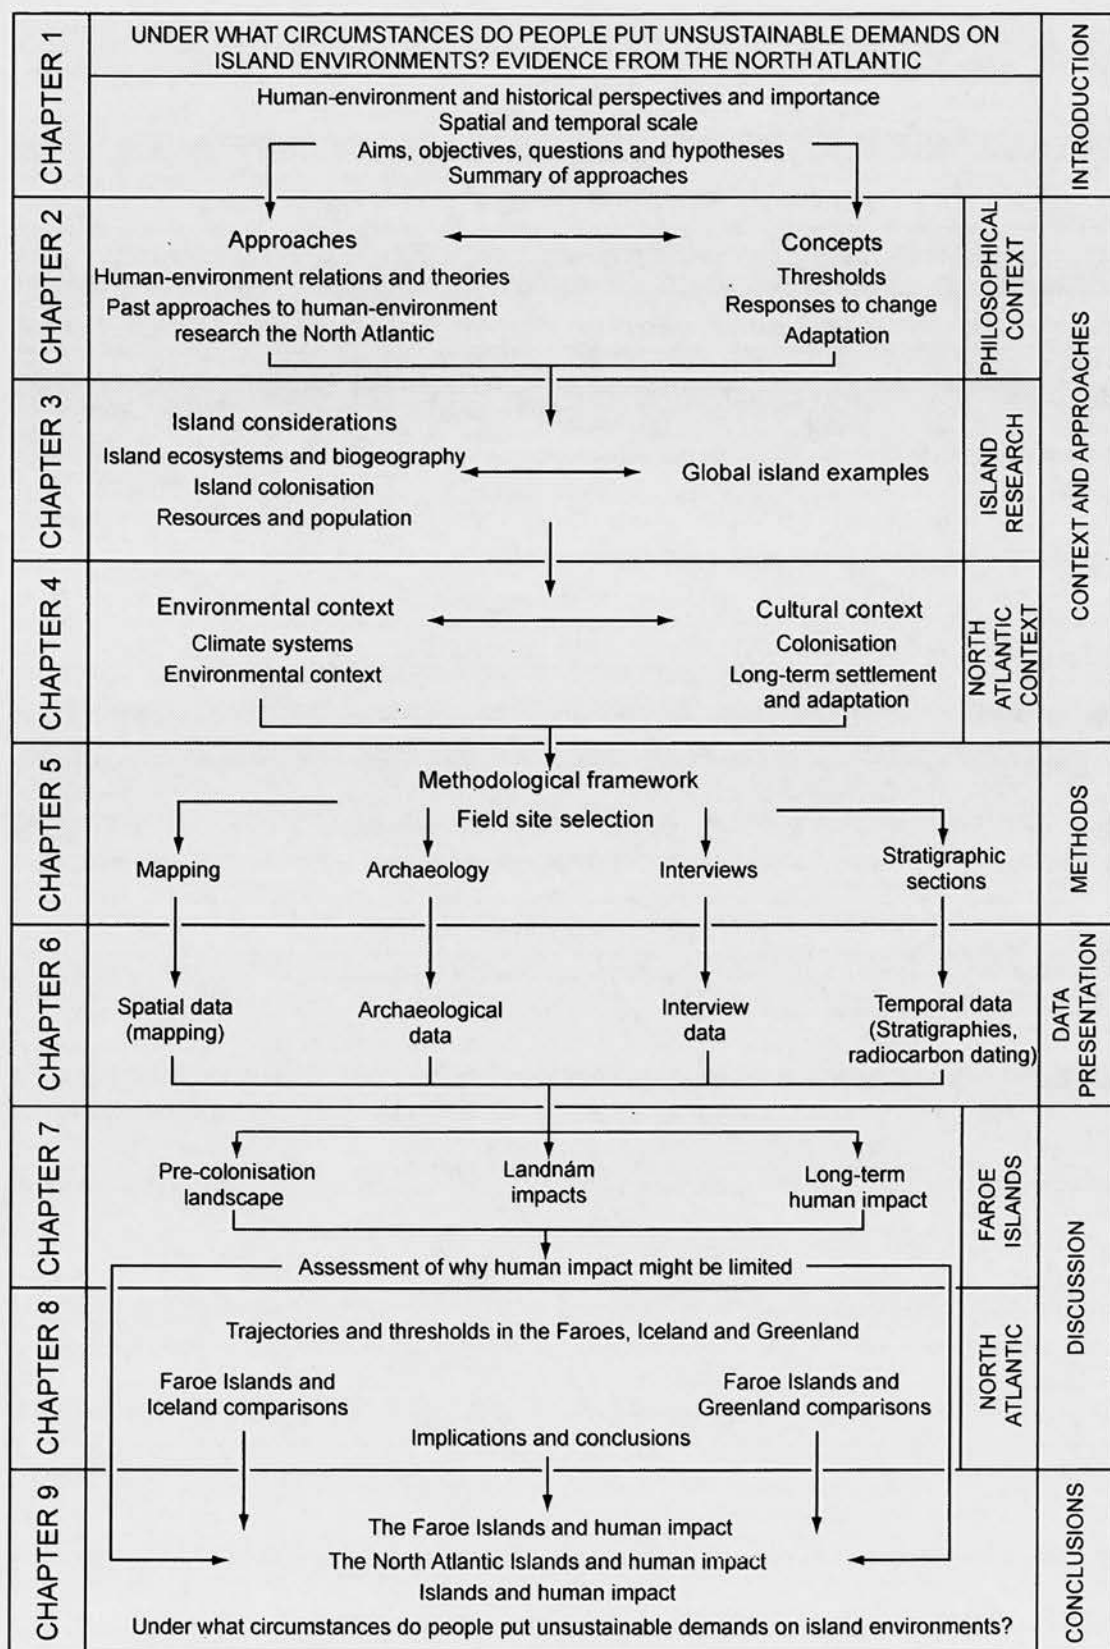 CHAPTER 1
UNDER WHAT CIRCUMSTANCES DO PEOPLE PUT UNSUSTAINABLE DEMANDS ON
ISLAND ENVIRONMENTS? EVIDENCE FROM THE NORTH ATLANTIC
Human-environment and historical perspectives and importance
Spatial and temporal scale
Aims, objectives, questions and hypotheses
Summary of approaches
INTRODUCTION
CHAPTER 2
Approaches
Human-environment relations and theories
Past approaches to human-environment
research the North Atlantic
Concepts
Thresholds
Responses to change
Adaptation
PHILOSOPHICAL
CONTEXT
CONTEXT AND APPROACHES
CHAPTER 3
Island considerations
Island ecosystems and biogeography
Island colonisation
Resources and population
Global island examples
ISLAND
RESEARCH
CHAPTER 4
Environmental context
Climate systems
Environmental context
Cultural context
Colonisation
Long-term settlement
and adaptation
NORTH
ATLANTIC
CONTEXT
CHAPTER 5
Methodological framework
Field site selection
Mapping
Archaeology
Interviews
Stratigraphic
sections
METHODS
CHAPTER 6
Spatial data
(mapping)
Archaeological
data
Interview
data
Temporal data
(Stratigraphies,
radiocarbon dating)
DATA
PRESENTATION
CHAPTER 7
Pre-colonisation
landscape
Landnám
impacts
Long-term
human impact
Assessment of why human impact might be limited
FAROE
ISLANDS
DISCUSSION
CHAPTER 8
Trajectories and thresholds in the Faroes, Iceland and Greenland
Faroe Islands and
Iceland comparisons
Faroe Islands and
Greenland comparisons
Implications and conclusions
NORTH
ATLANTIC
CHAPTER 9
The Faroe Islands and human impact
The North Atlantic Islands and human impact
Islands and human impact
Under what circumstances do people put unsustainable demands on island environments?
CONCLUSIONS